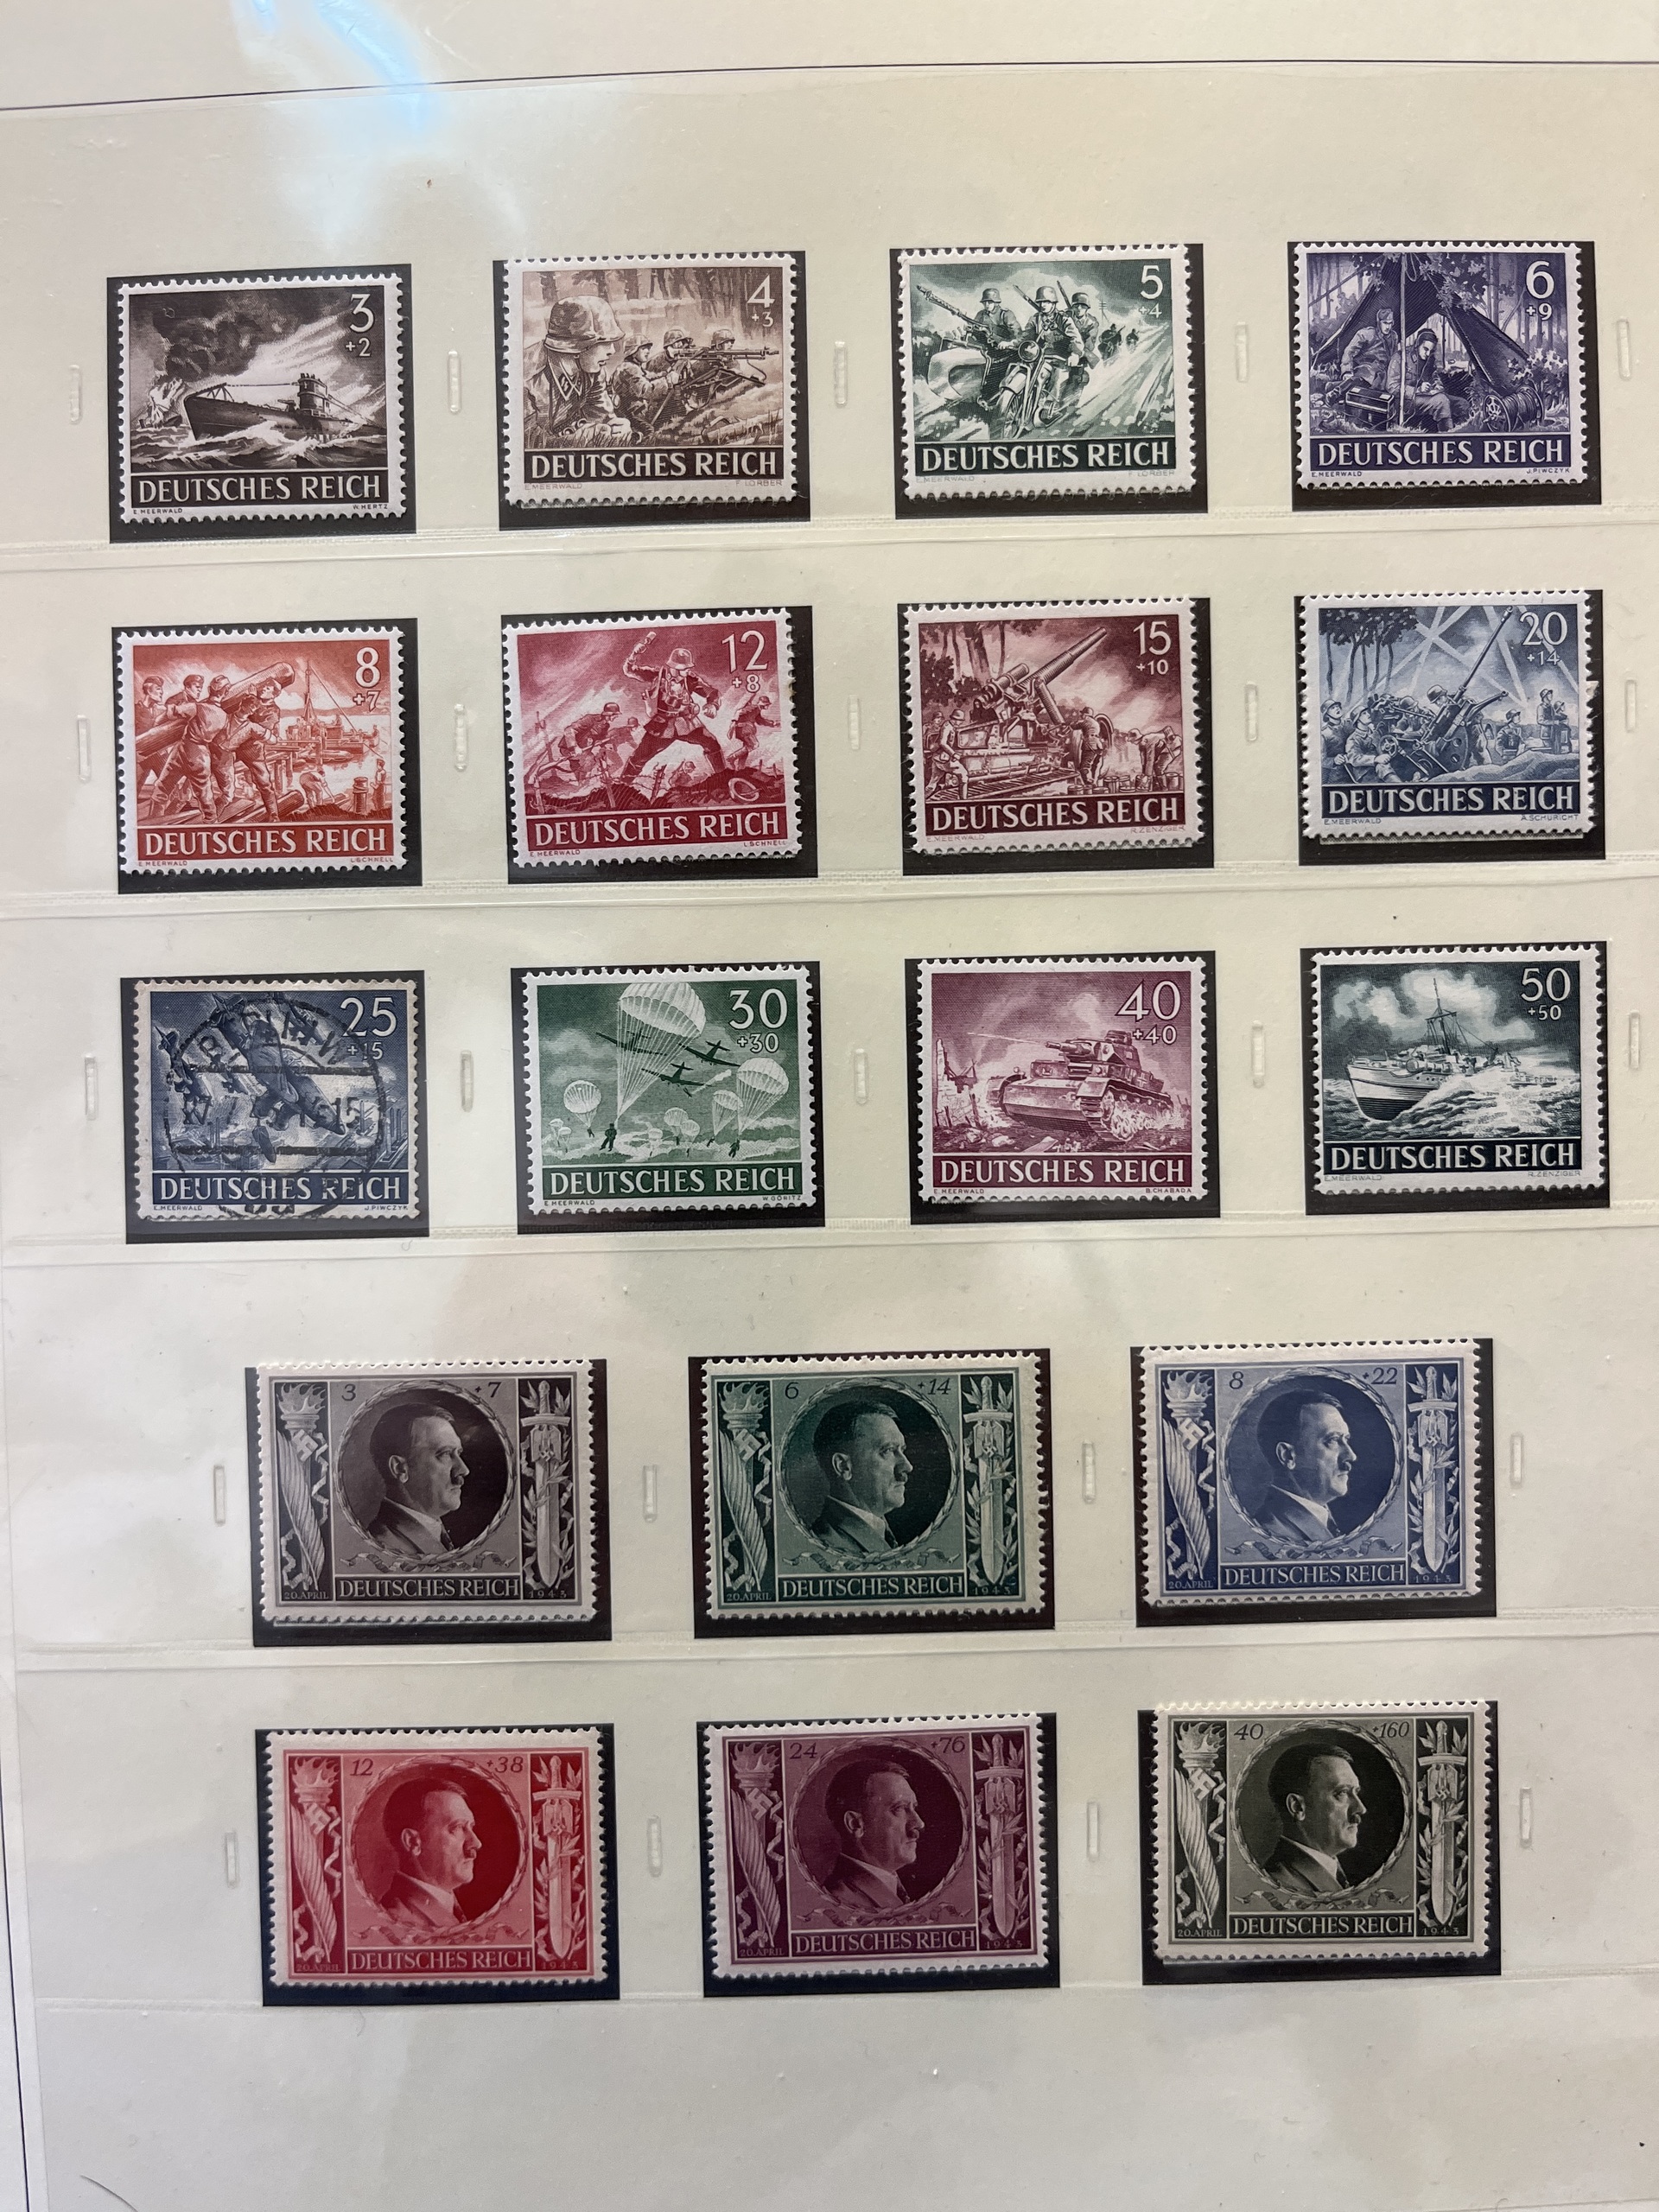 3
+2
DEUTSCHES REICH
E.MEERWALD W.HERTZ
4
+3
DEUTSCHES REICH
E.MEERWALD F.LORBER
5
+4
DEUTSCHES REICH
E.MEERWALD F.LORBER
6
+9
DEUTSCHES REICH
E.MEERWALD J.PIWCZYK
8
+7
DEUTSCHES REICH
E.MEERWALD L.SCHNELL
12
+8
DEUTSCHES REICH
E.MEERWALD L.SCHNELL
15
+10
DEUTSCHES REICH
E.MEERWALD R.ZENZIGER
20
+14
DEUTSCHES REICH
E.MEERWALD A.SCHURICHT
25
+15
DEUTSCHES REICH
E.MEERWALD J.PIWCZYK
30
+30
DEUTSCHES REICH
E.MEERWALD W.GÖRITZ
40
+40
DEUTSCHES REICH
E.MEERWALD B.CHABADA
50
+50
DEUTSCHES REICH
E.MEERWALD R.ZENZIGER
3 +7
20.APRIL DEUTSCHES REICH 1943
6 +14
20.APRIL DEUTSCHES REICH 1943
8 +22
20.APRIL DEUTSCHES REICH 1943
12 +38
20.APRIL DEUTSCHES REICH 1943
24 +76
20.APRIL DEUTSCHES REICH 1943
40 +160
20.APRIL DEUTSCHES REICH 1943